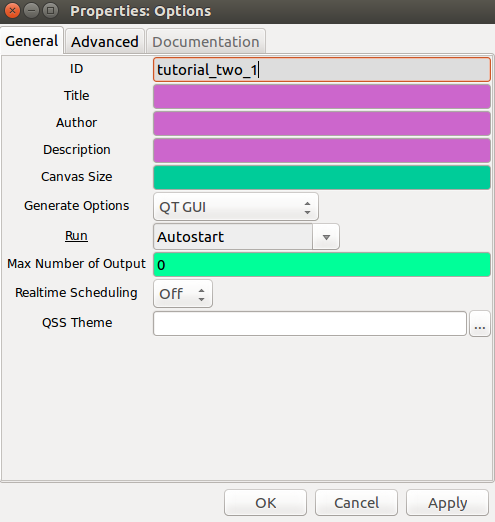 Properties: Options
General Advanced Documentation
ID tutorial_two_1
Title
Author
Description
Canvas Size
Generate Options QT GUI
Run Autostart
Max Number of Output 0
Realtime Scheduling Off
QSS Theme ...
OK Cancel Apply